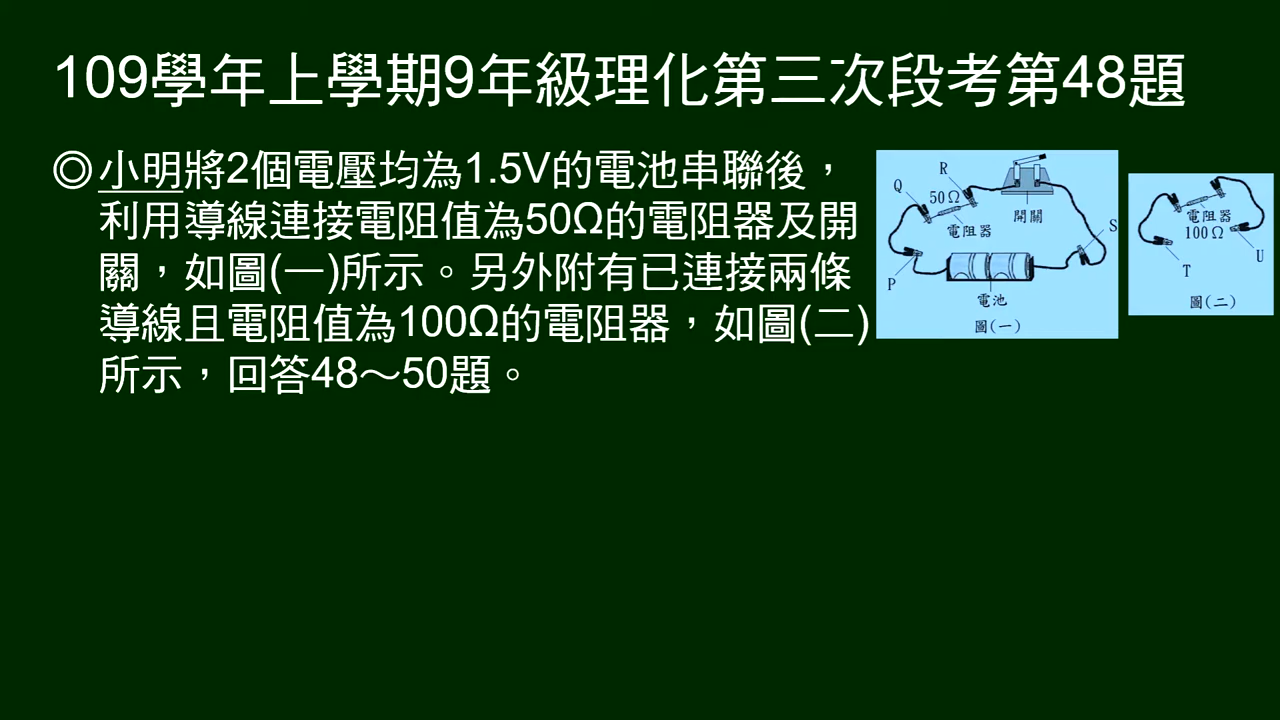 109學年上學期9年級理化第三次段考第48題
◎小明將2個電壓均為1.5V的電池串聯後，
利用導線連接電阻值為50Ω的電阻器及開
關，如圖(一)所示。另外附有已連接兩條
導線且電阻值為100Ω的電阻器，如圖(二)
所示，回答48～50題。
R
Q
50Ω
電阻器
開關
S
P
電池
圖(一)
電阻器
100Ω
T
U
圖(二)